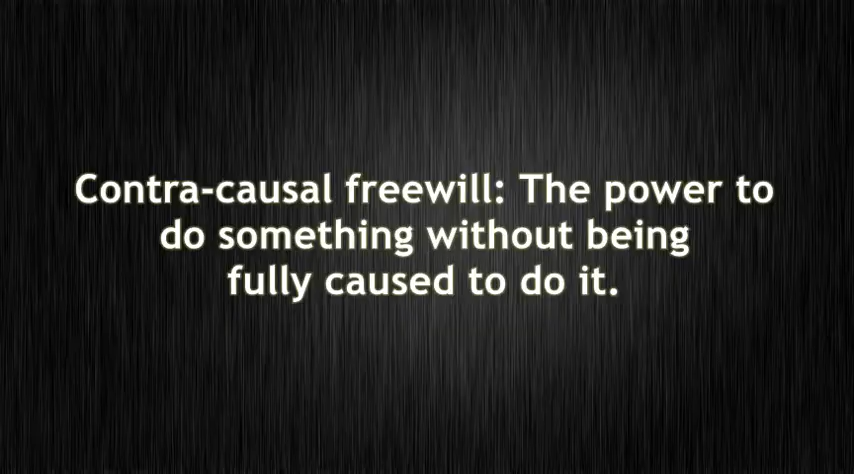 Contra-causal freewill: The power to
do something without being
fully caused to do it.